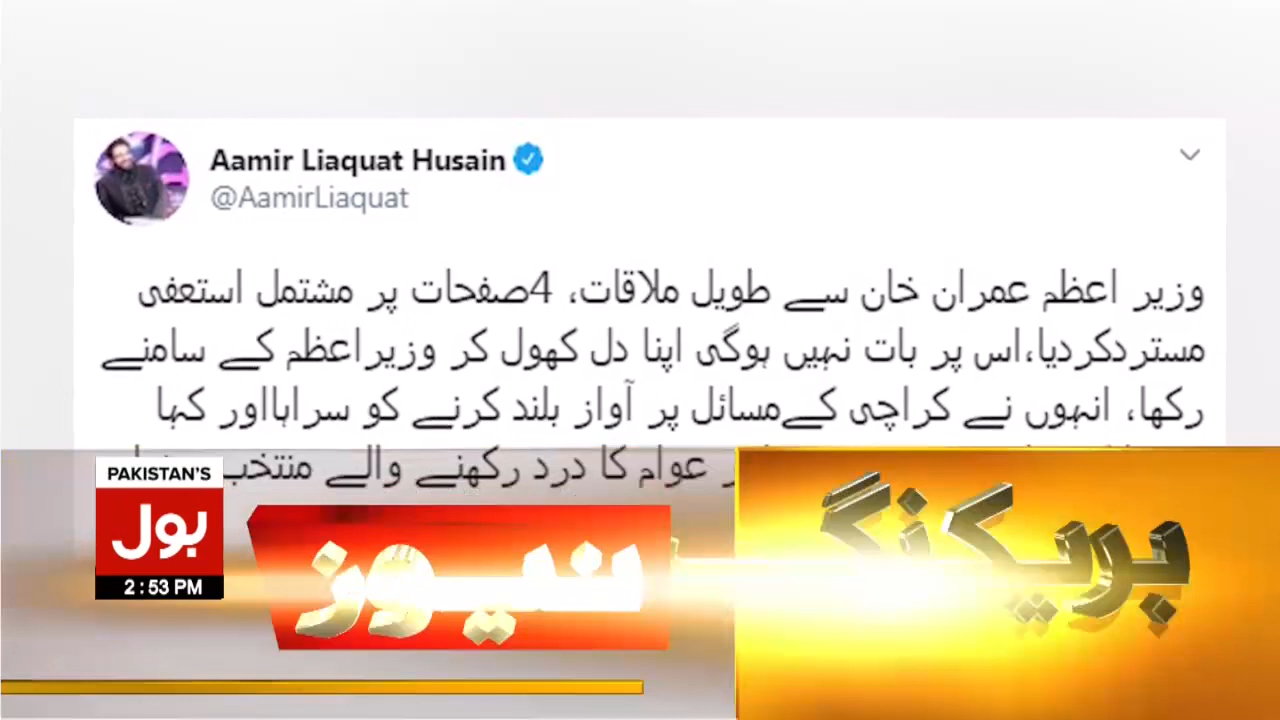 Aamir Liaquat Husain
@AamirLiaquat
وزیر اعظم عمران خان سے طویل ملاقات، 4صفحات پر مشتمل استعفی
مستردکردیا،اس پر بات نہیں ہوگی اپنا دل کھول کر وزیراعظم کے سامنے
رکھا، انہوں نے کراچی کےمسائل پر آواز بلند کرنے کو سراہااور کہا
عوام کا درد رکھنے والے منتخب
PAKISTAN'S
بول
2:53 PM
بریکنگ
نیوز